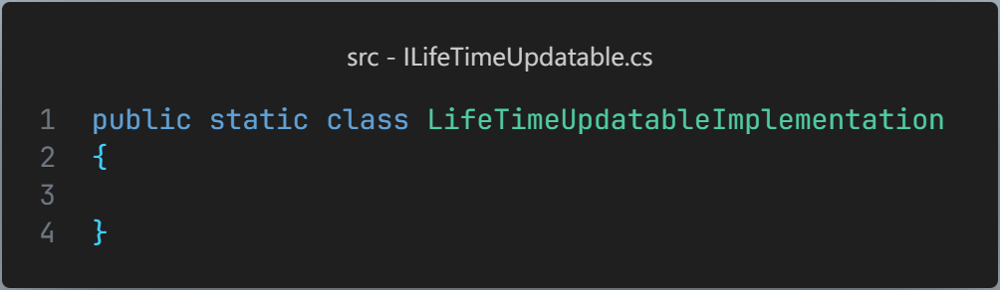 src - ILifeTimeUpdatable.cs
1 public static class LifeTimeUpdatableImplementation
2 {
3
4 }